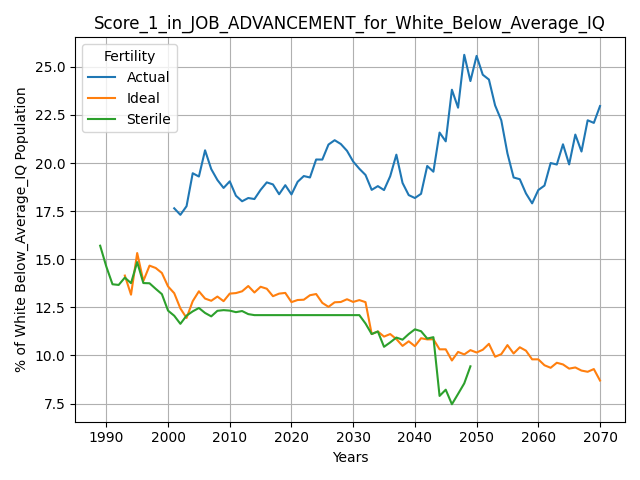 Score_1_in_JOB_ADVANCEMENT_for_White_Below_Average_IQ
Fertility
Actual
Ideal
Sterile
% of White Below_Average_IQ Population
25.0
22.5
20.0
17.5
15.0
12.5
10.0
7.5
1990 2000 2010 2020 2030 2040 2050 2060 2070
Years